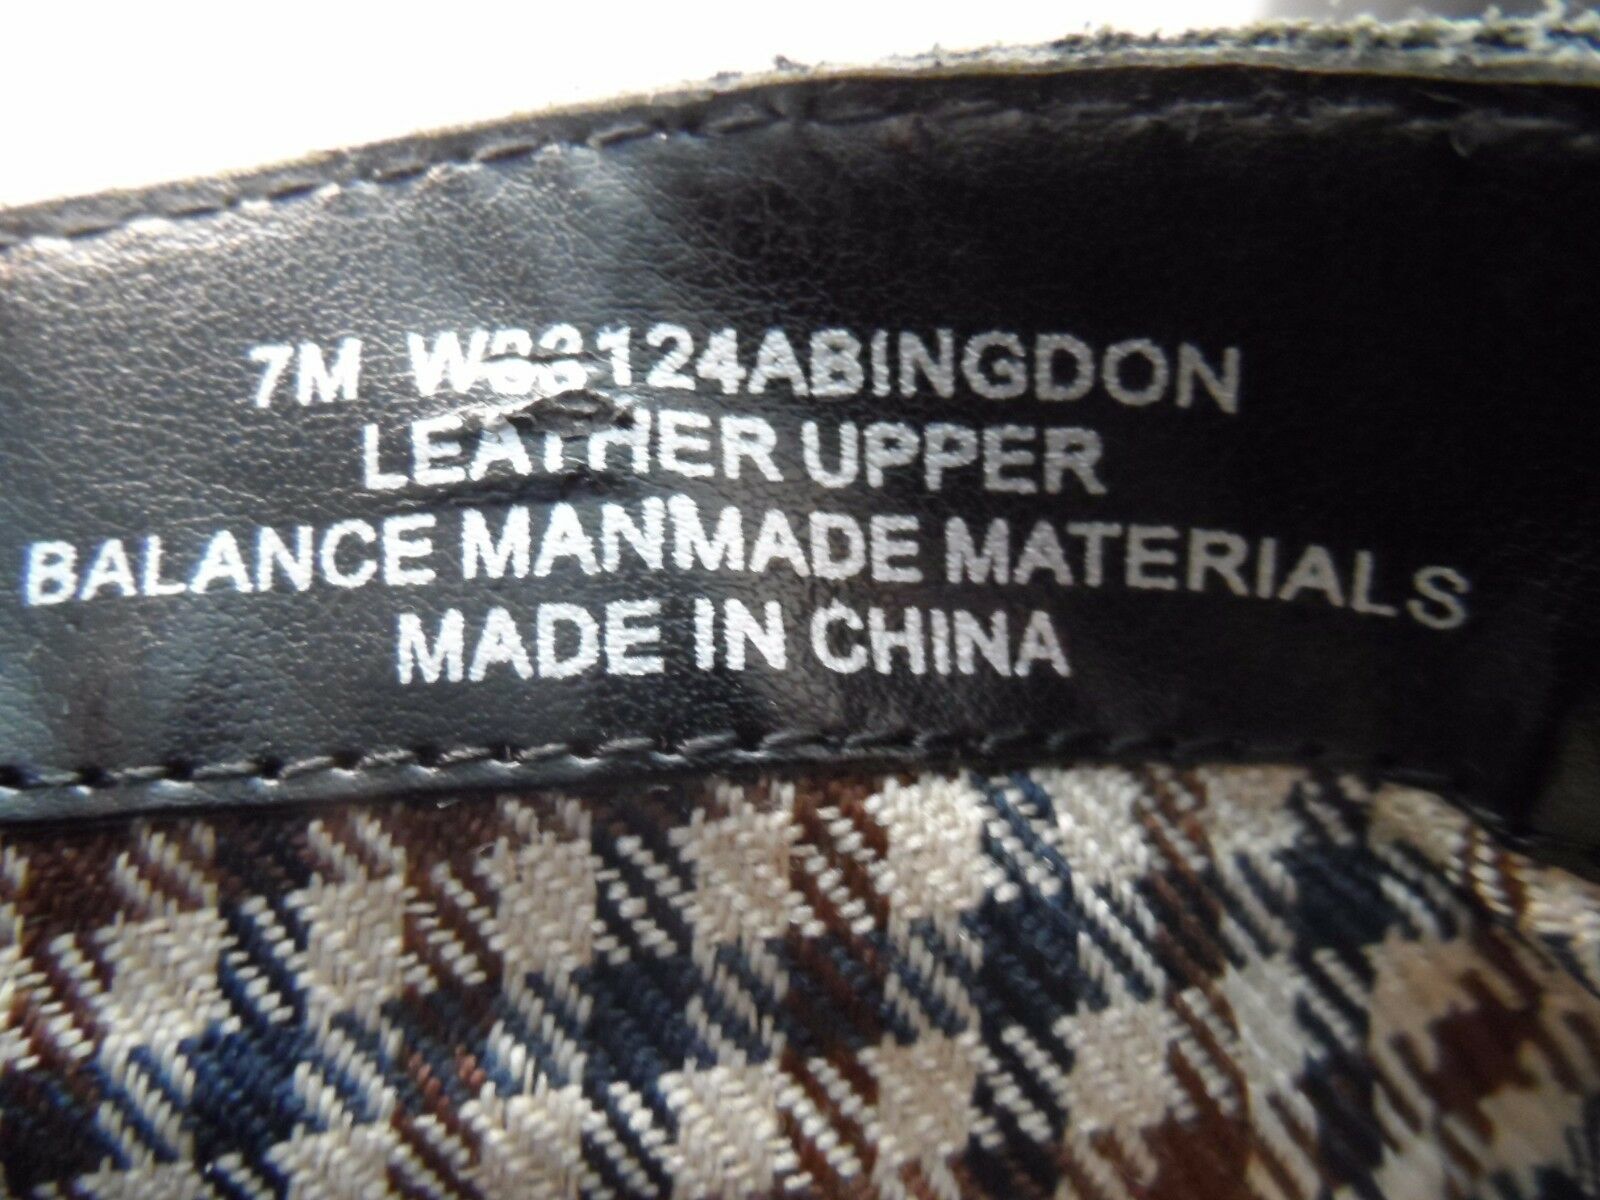 7M W33124ABINGDON
LEATHER UPPER
BALANCE MANMADE MATERIALS
MADE IN CHINA